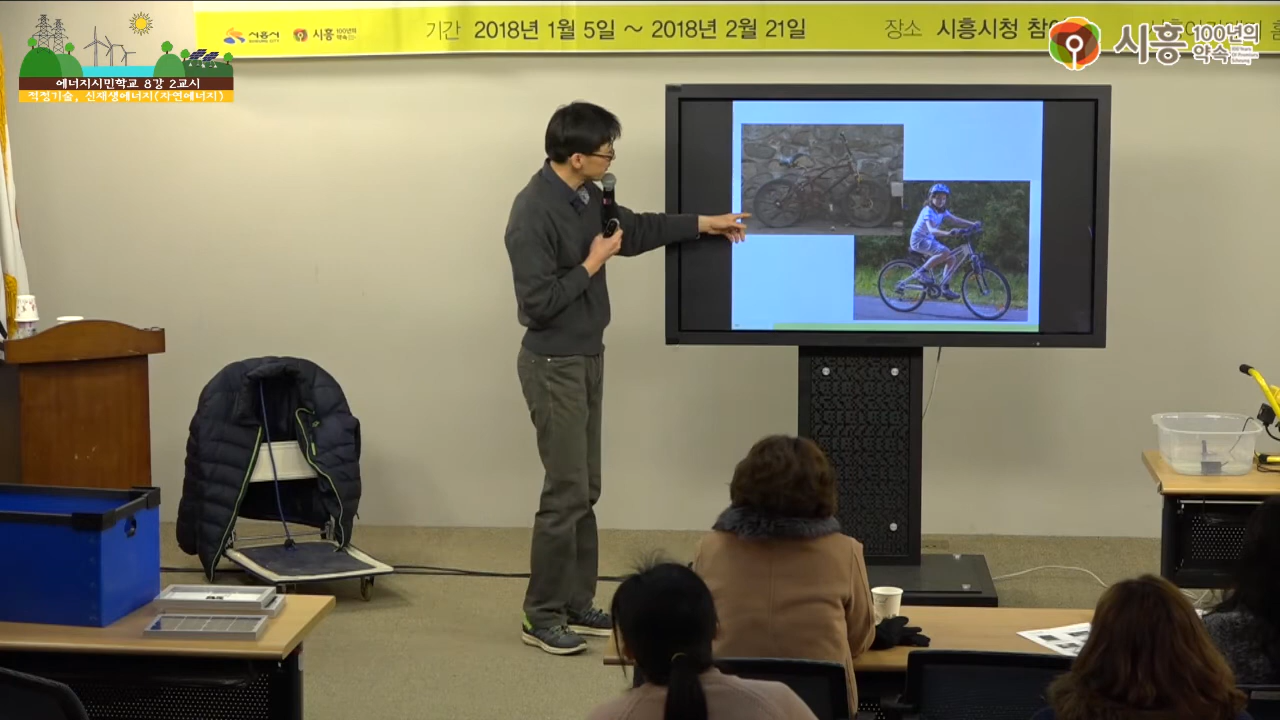 시흥시
시흥 100년의 약속
기간 2018년 1월 5일 ~ 2018년 2월 21일
장소 시흥시청
시흥 100년의 약속
에너지시민학교 8강 2교시
적정기술, 신재생에너지(자연에너지)